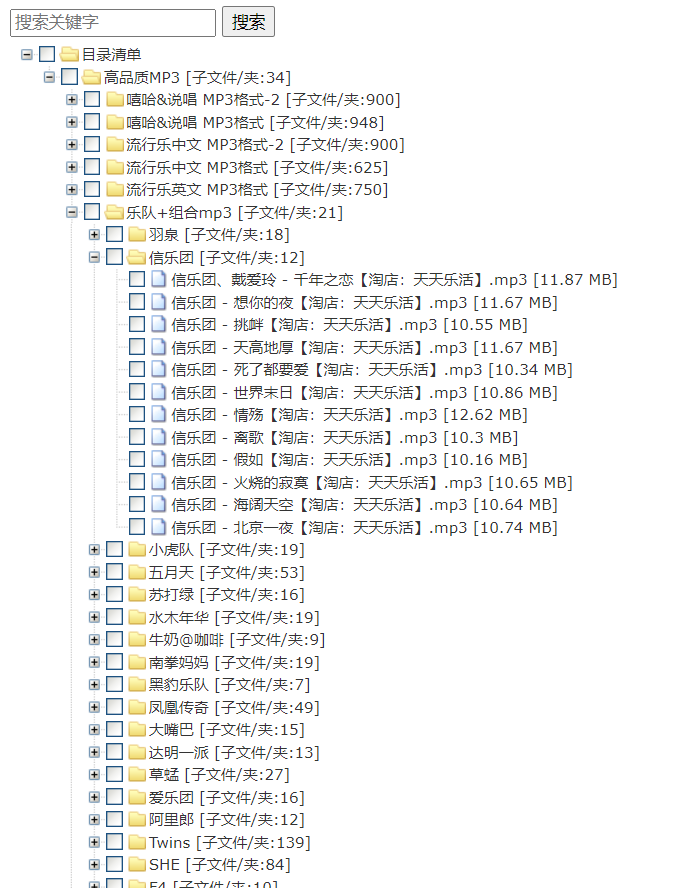 搜索关键字 搜索
目录清单
高品质MP3 [子文件/夹:34]
嘻哈&说唱 MP3格式-2 [子文件/夹:900]
嘻哈&说唱 MP3格式 [子文件/夹:948]
流行乐中文 MP3格式-2 [子文件/夹:900]
流行乐中文 MP3格式 [子文件/夹:625]
流行乐英文 MP3格式 [子文件/夹:750]
乐队+组合mp3 [子文件/夹:21]
羽泉 [子文件/夹:18]
信乐团 [子文件/夹:12]
信乐团、戴爱玲 - 千年之恋【淘店：天天乐活】.mp3 [11.87 MB]
信乐团 - 想你的夜【淘店：天天乐活】.mp3 [11.67 MB]
信乐团 - 挑衅【淘店：天天乐活】.mp3 [10.55 MB]
信乐团 - 天高地厚【淘店：天天乐活】.mp3 [11.67 MB]
信乐团 - 死了都要爱【淘店：天天乐活】.mp3 [10.34 MB]
信乐团 - 世界末日【淘店：天天乐活】.mp3 [10.86 MB]
信乐团 - 情殇【淘店：天天乐活】.mp3 [12.62 MB]
信乐团 - 离歌【淘店：天天乐活】.mp3 [10.3 MB]
信乐团 - 假如【淘店：天天乐活】.mp3 [10.16 MB]
信乐团 - 火烧的寂寞【淘店：天天乐活】.mp3 [10.65 MB]
信乐团 - 海阔天空【淘店：天天乐活】.mp3 [10.64 MB]
信乐团 - 北京一夜【淘店：天天乐活】.mp3 [10.74 MB]
小虎队 [子文件/夹:19]
五月天 [子文件/夹:53]
苏打绿 [子文件/夹:16]
水木年华 [子文件/夹:19]
牛奶@咖啡 [子文件/夹:9]
南拳妈妈 [子文件/夹:19]
黑豹乐队 [子文件/夹:7]
凤凰传奇 [子文件/夹:49]
大嘴巴 [子文件/夹:15]
达明一派 [子文件/夹:13]
草蜢 [子文件/夹:27]
爱乐团 [子文件/夹:16]
阿里郎 [子文件/夹:12]
Twins [子文件/夹:139]
SHE [子文件/夹:84]
F4 [子文件/夹:10]